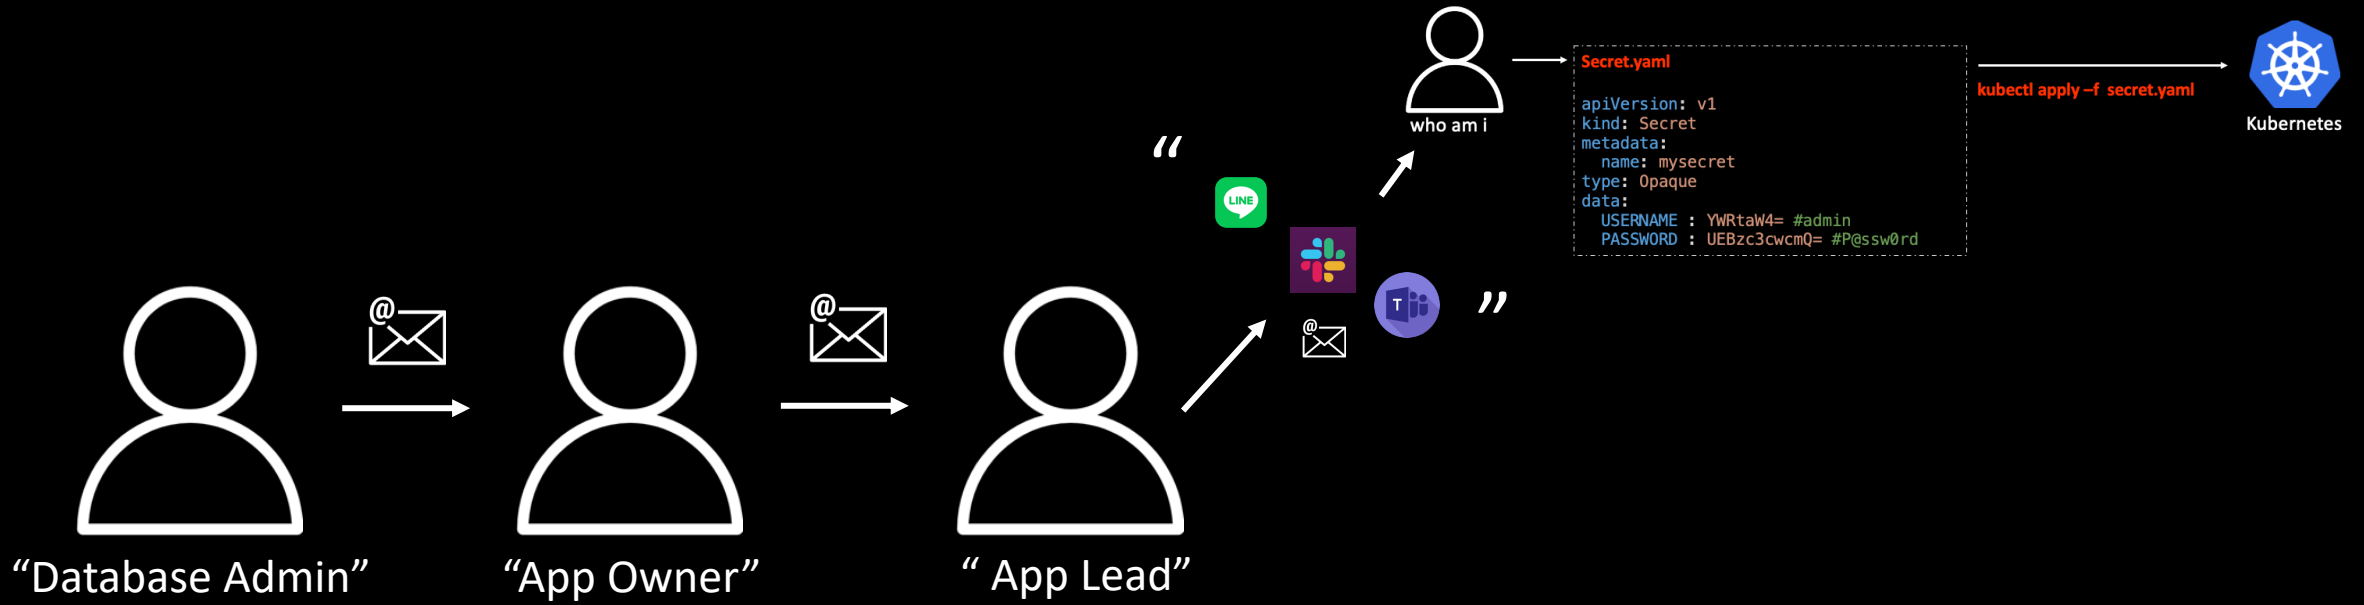 “Database Admin”
@
“App Owner”
@
“ App Lead”
“
LINE
T
@
”
who am i
Secret.yaml
apiVersion: v1
kind: Secret
metadata:
  name: mysecret
type: Opaque
data:
  USERNAME : YWRtaW4= #admin
  PASSWORD : UEBzc3cwcmQ= #P@ssw0rd
kubectl apply –f  secret.yaml
Kubernetes